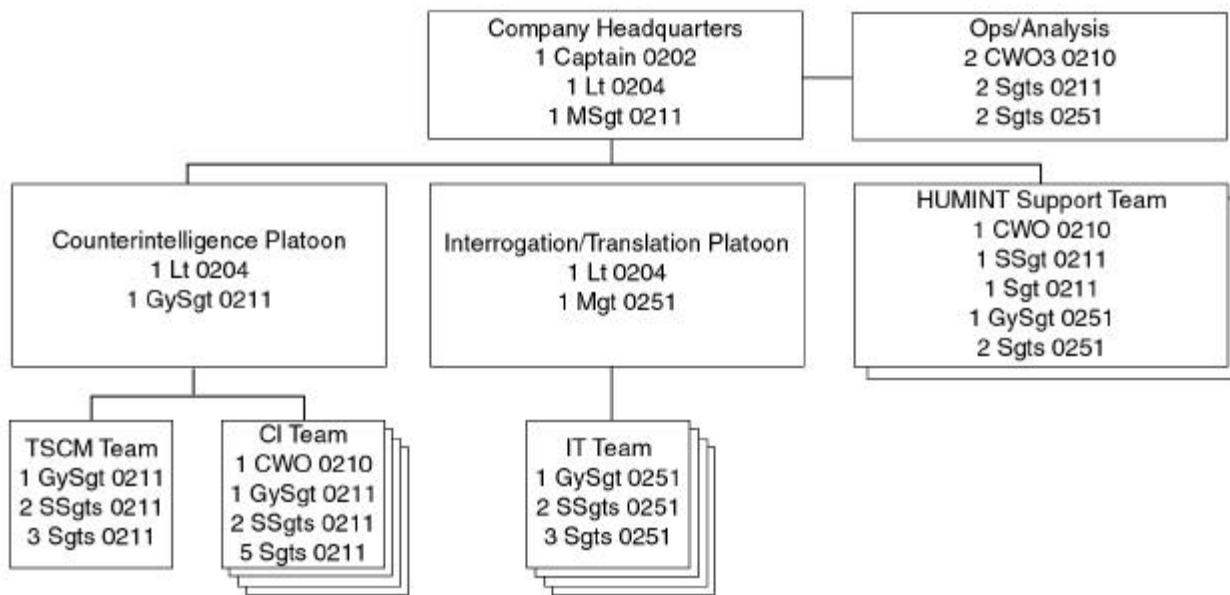 Company Headquarters
1 Captain 0202
1 Lt 0204
1 MSgt 0211
Ops/Analysis
2 CWO3 0210
2 Sgts 0211
2 Sgts 0251
Counterintelligence Platoon
1 Lt 0204
1 GySgt 0211
Interrogation/Translation Platoon
1 Lt 0204
1 Mgt 0251
HUMINT Support Team
1 CWO 0210
1 SSgt 0211
1 Sgt 0211
1 GySgt 0251
2 Sgts 0251
TSCM Team
1 GySgt 0211
2 SSgts 0211
3 Sgts 0211
CI Team
1 CWO 0210
1 GySgt 0211
2 SSgts 0211
5 Sgts 0211
IT Team
1 GySgt 0251
2 SSgts 0251
3 Sgts 0251